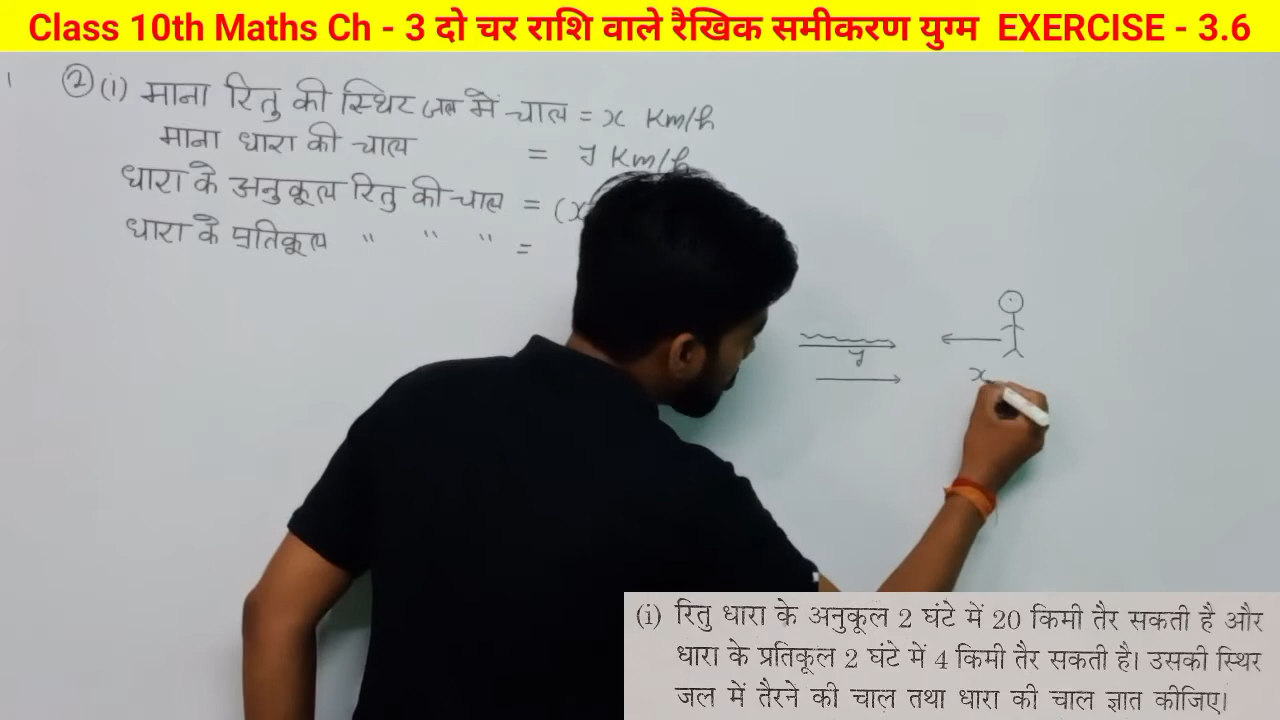 Class 10th Maths Ch - 3 दो चर राशि वाले रैखिक समीकरण युग्म EXERCISE - 3.6
② (i) माना रितु की स्थिर जल में चाल = x Km/h
माना धारा की चाल = y Km/h
धारा के अनुकूल रितु की चाल = (x
धारा के प्रतिकूल " " " =
y
x
(i) रितु धारा के अनुकूल 2 घंटे में 20 किमी तैर सकती है और
धारा के प्रतिकूल 2 घंटे में 4 किमी तैर सकती है। उसकी स्थिर
जल में तैरने की चाल तथा धारा की चाल ज्ञात कीजिए।